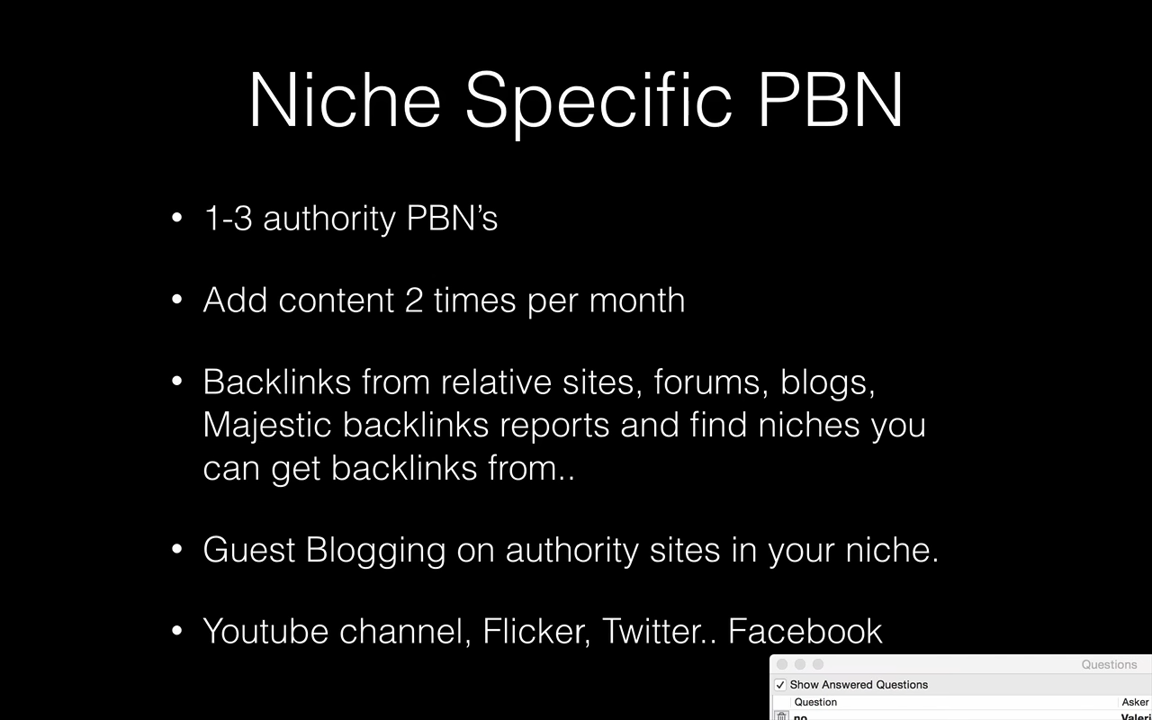 Niche Specific PBN
• 1-3 authority PBN’s
• Add content 2 times per month
• Backlinks from relative sites, forums, blogs,
Majestic backlinks reports and find niches you
can get backlinks from..
• Guest Blogging on authority sites in your niche.
• Youtube channel, Flicker, Twitter.. Facebook
Questions
Show Answered Questions
Question Asker
no